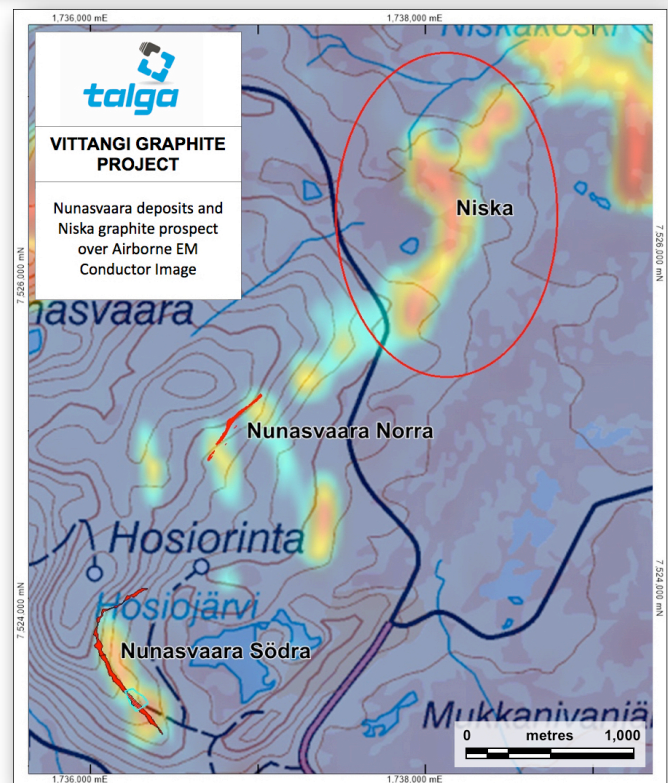 1,736,000 mE
1,738,000 mE
Niskakoski
talga
VITTANGI GRAPHITE
PROJECT
Nunasvaara deposits and
Niska graphite prospect
over Airborne EM
Conductor Image
Niska
7,526,000 mN
7,526,000 mN
nasvaara
Nunasvaara Norra
Hosiorinta
7,524,000 mN
7,524,000 mN
Hosiojärvi
Nunasvaara Södra
Mukkanivanjä
0 metres 1,000
1,736,000 mE
1,738,000 mE